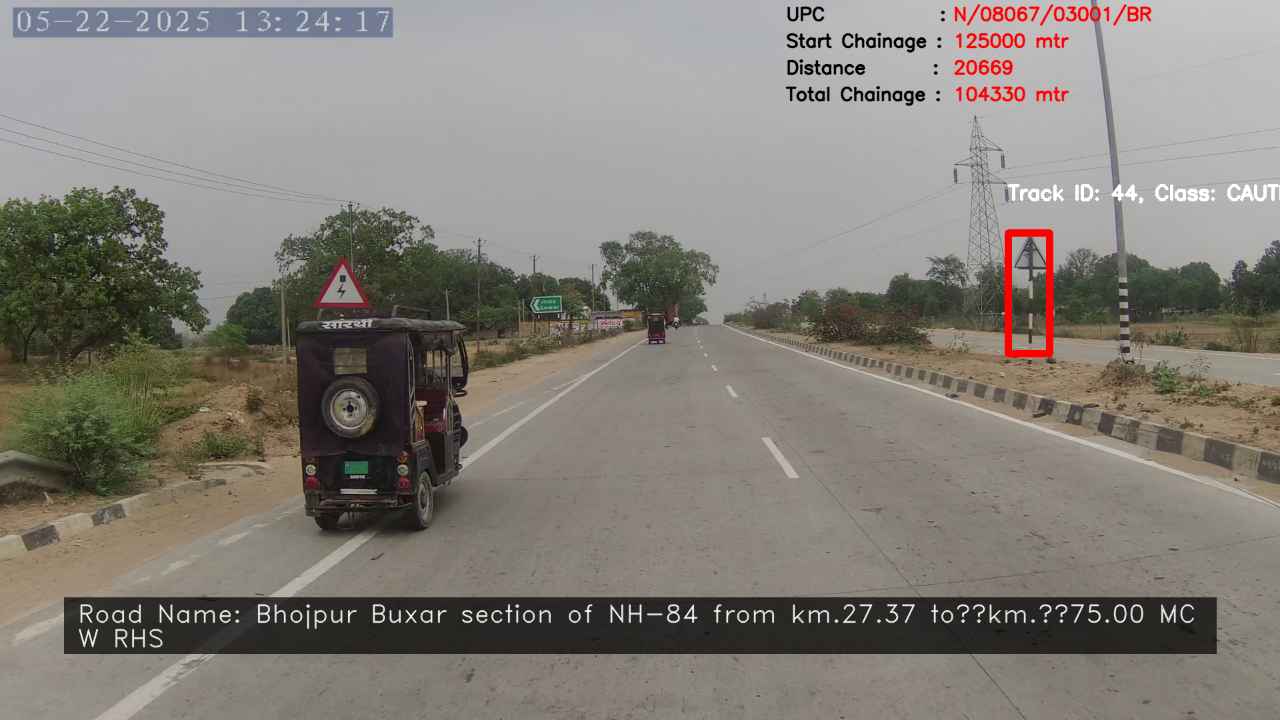 05-22-2025 13:24:17
UPC : N/08067/03001/BR
Start Chainage : 125000 mtr
Distance : 20669
Total Chainage : 104330 mtr
Track ID: 44, Class: CAUTI
सारथी
Road Name: Bhojpur Buxar section of NH-84 from km.27.37 to??km.??75.00 MC
W RHS